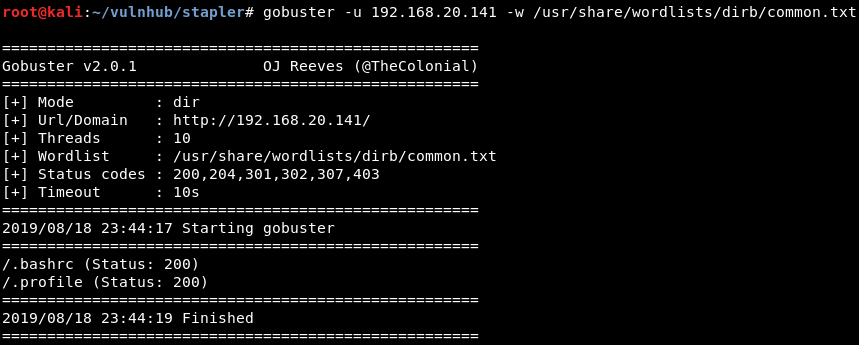 root@kali:~/vulnhub/stapler# gobuster -u 192.168.20.141 -w /usr/share/wordlists/dirb/common.txt
=====================================================
Gobuster v2.0.1              OJ Reeves (@TheColonial)
=====================================================
[+] Mode         : dir
[+] Url/Domain   : http://192.168.20.141/
[+] Threads      : 10
[+] Wordlist     : /usr/share/wordlists/dirb/common.txt
[+] Status codes : 200,204,301,302,307,403
[+] Timeout      : 10s
=====================================================
2019/08/18 23:44:17 Starting gobuster
=====================================================
/.bashrc (Status: 200)
/.profile (Status: 200)
=====================================================
2019/08/18 23:44:19 Finished
=====================================================